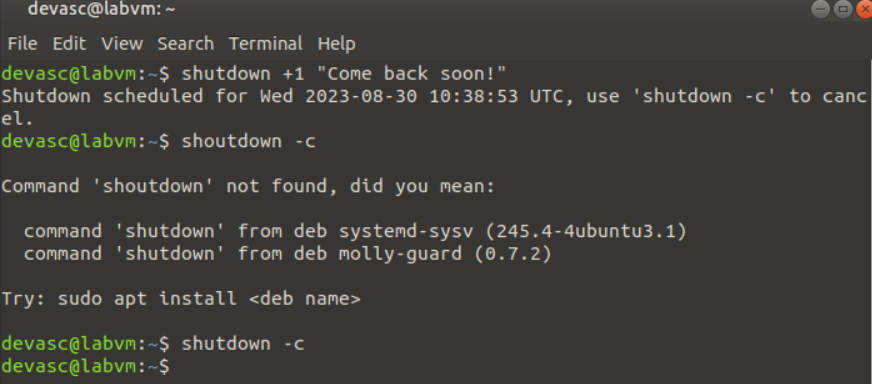 devasc@labvm: ~
File Edit View Search Terminal Help
devasc@labvm:~$ shutdown +1 "Come back soon!"
Shutdown scheduled for Wed 2023-08-30 10:38:53 UTC, use 'shutdown -c' to canc
el.
devasc@labvm:~$ shoutdown -c
Command 'shoutdown' not found, did you mean:
command 'shutdown' from deb systemd-sysv (245.4-4ubuntu3.1)
command 'shutdown' from deb molly-guard (0.7.2)
Try: sudo apt install <deb name>
devasc@labvm:~$ shutdown -c
devasc@labvm:~$